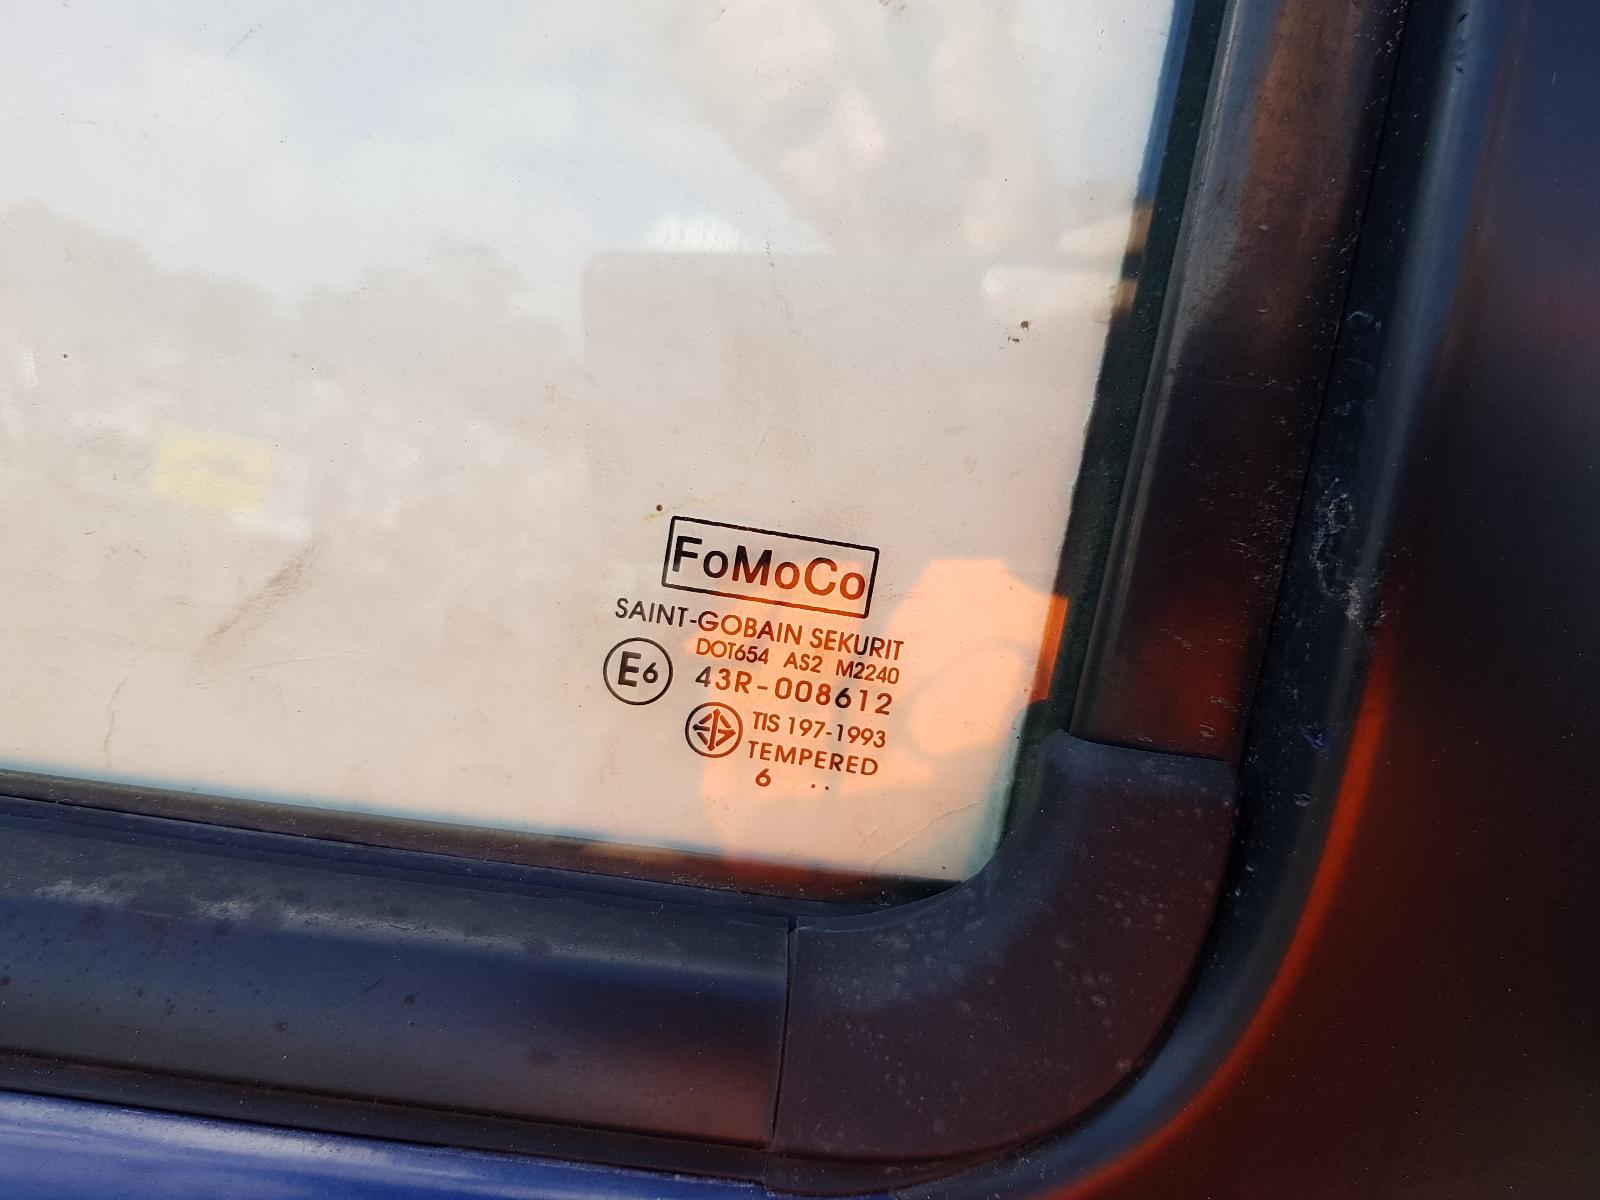 FoMoCo
SAINT-GOBAIN SEKURIT
DOT654 AS2 M2240
E6 43R-008612
TIS 197-1993
TEMPERED
6 ..